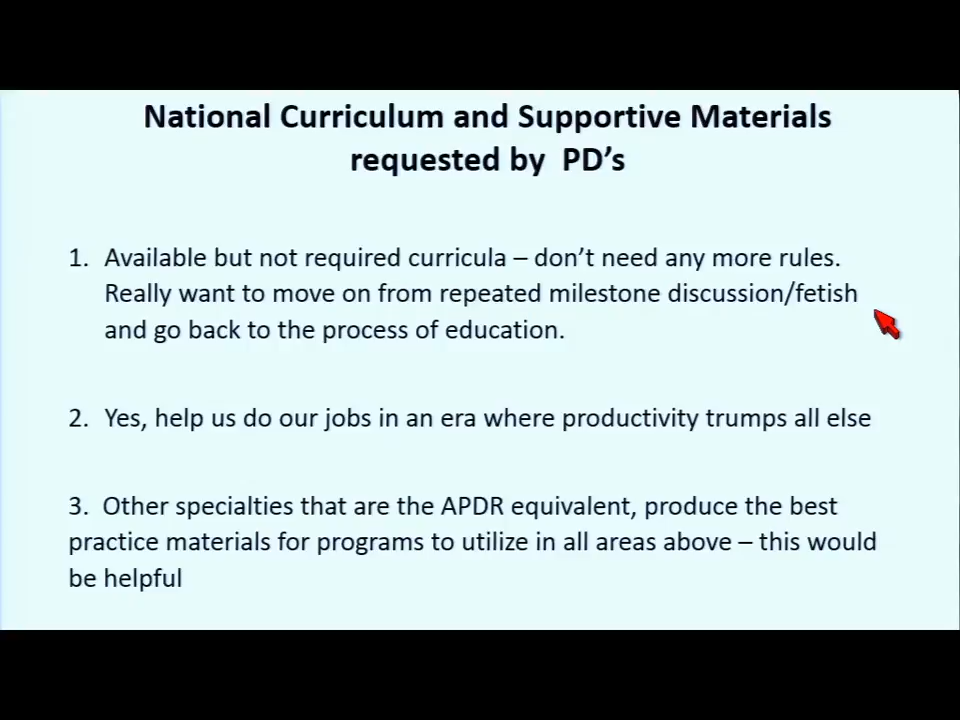 National Curriculum and Supportive Materials
requested by  PD’s
1. Available but not required curricula – don’t need any more rules.
Really want to move on from repeated milestone discussion/fetish
and go back to the process of education.
2. Yes, help us do our jobs in an era where productivity trumps all else
3. Other specialties that are the APDR equivalent, produce the best
practice materials for programs to utilize in all areas above – this would
be helpful